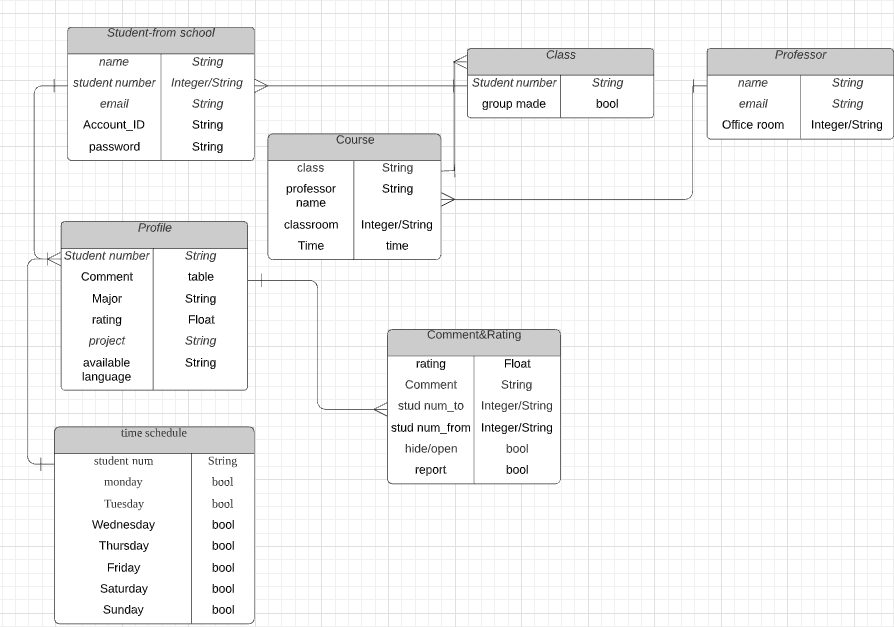 Student-from school
name String
student number Integer/String
email String
Account_ID String
password String
Class
Student number String
group made bool
Professor
name String
email String
Office room Integer/String
Course
class String
professor String
name
classroom Integer/String
Time time
Profile
Student number String
Comment table
Major String
rating Float
project String
available String
language
Comment&Rating
rating Float
Comment String
stud num_to Integer/String
stud num_from Integer/String
hide/open bool
report bool
time schedule
student num String
monday bool
Tuesday bool
Wednesday bool
Thursday bool
Friday bool
Saturday bool
Sunday bool